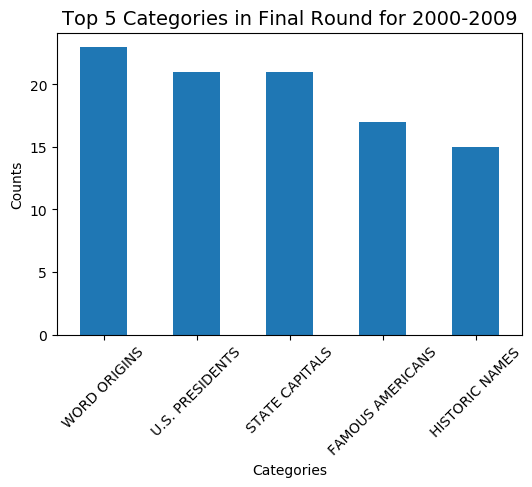 Top 5 Categories in Final Round for 2000-2009
Counts
20
15
10
5
0
WORD ORIGINS
U.S. PRESIDENTS
STATE CAPITALS
FAMOUS AMERICANS
HISTORIC NAMES
Categories